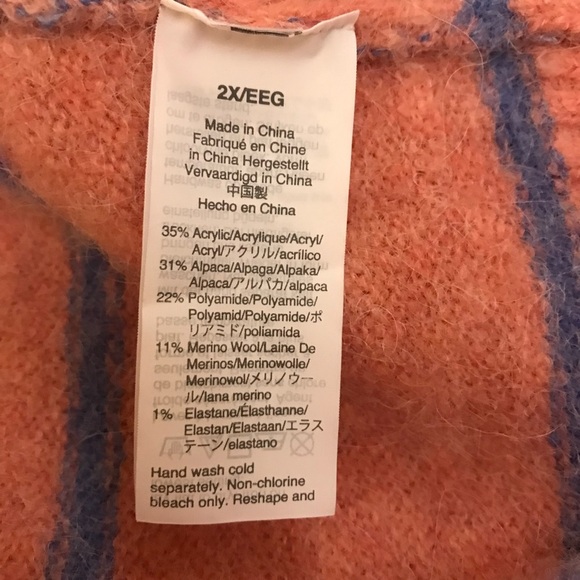 2X/EEG
Made in China
Fabriqué en Chine
in China Hergestellt
Vervaardigd in China
中国製
Hecho en China
35% Acrylic/Acrylique/Acryl/
Acryl/アクリル/acrilico
31% Alpaca/Alpaga/Alpaka/
Alpaca/アルパカ/alpaca
22% Polyamide/Polyamide/
Polyamid/Polyamide/ポ
リアミド/poliamida
11% Merino Wool/Laine De
Merinos/Merinowolle/
Merinowol/メリノウー
ル/lana merino
1% Elastane/Élasthanne/
Elastan/Elastaan/エラス
テーン/elastano
Hand wash cold
separately. Non-chlorine
bleach only. Reshape and